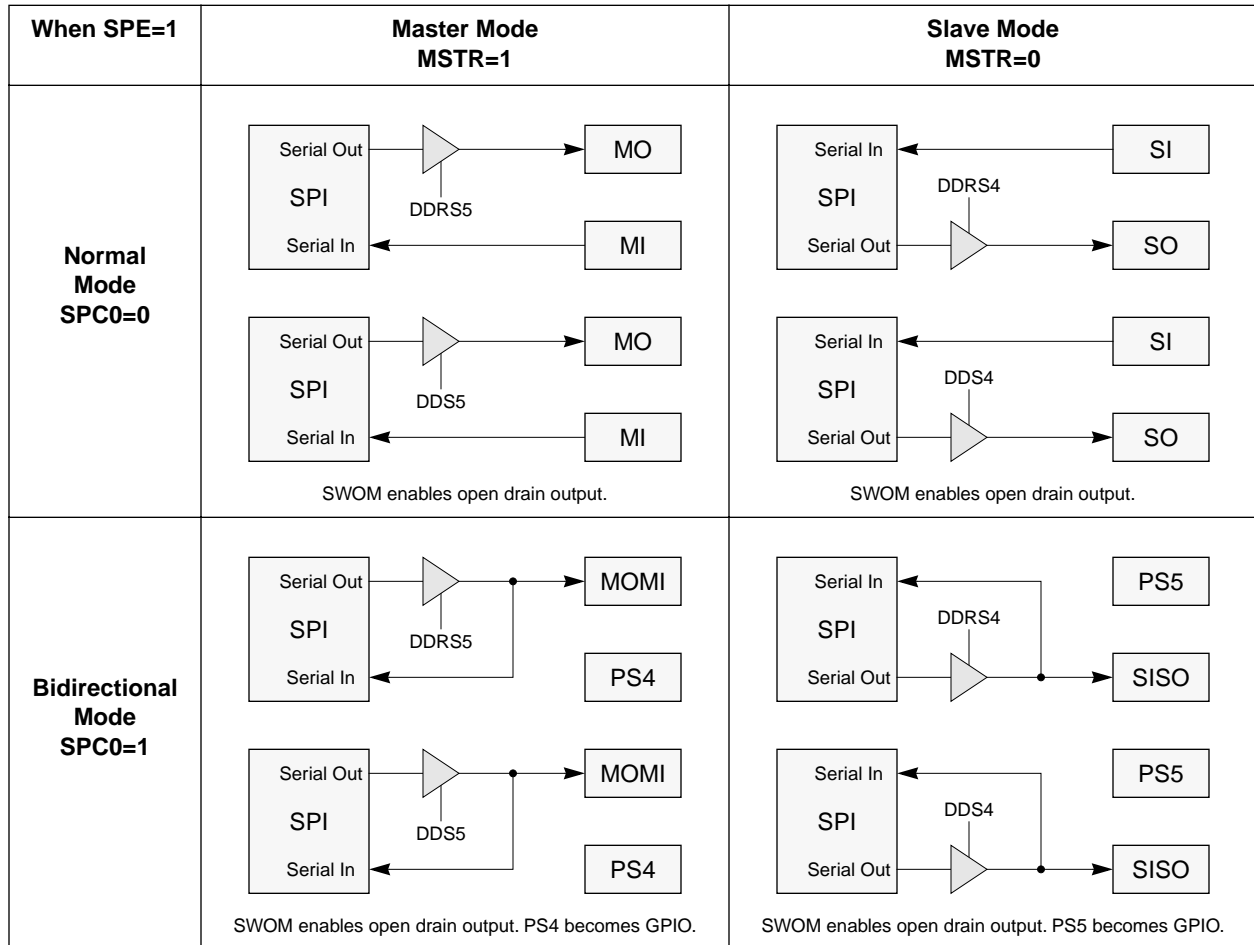 When SPE=1
Master Mode
MSTR=1
Slave Mode
MSTR=0
Normal
Mode
SPC0=0
Serial Out
SPI
Serial In
DDRS5
MO
MI
Serial Out
SPI
Serial In
DDS5
MO
MI
SWOM enables open drain output.
Serial In
SPI
Serial Out
DDRS4
SI
SO
Serial In
SPI
Serial Out
DDS4
SI
SO
SWOM enables open drain output.
Bidirectional
Mode
SPC0=1
Serial Out
SPI
Serial In
DDRS5
MOMI
PS4
Serial Out
SPI
Serial In
DDS5
MOMI
PS4
SWOM enables open drain output. PS4 becomes GPIO.
Serial In
SPI
Serial Out
DDRS4
PS5
SISO
Serial In
SPI
Serial Out
DDS4
PS5
SISO
SWOM enables open drain output. PS5 becomes GPIO.